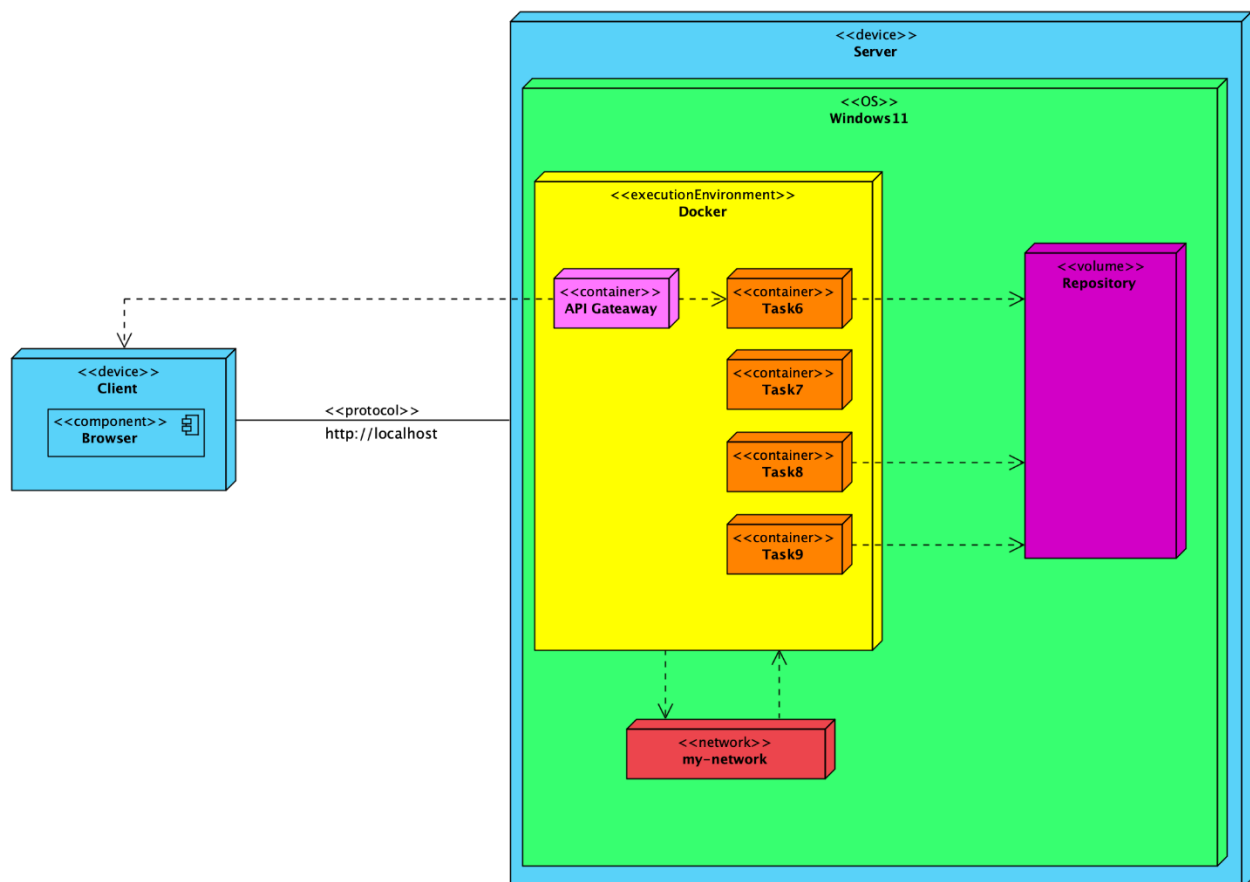 <<device>>
Server
<<OS>>
Windows11
<<executionEnvironment>>
Docker
<<container>>
API Gateaway
<<container>>
Task6
<<container>>
Task7
<<container>>
Task8
<<container>>
Task9
<<volume>>
Repository
<<network>>
my-network
<<device>>
Client
<<component>>
Browser
<<protocol>>
http://localhost